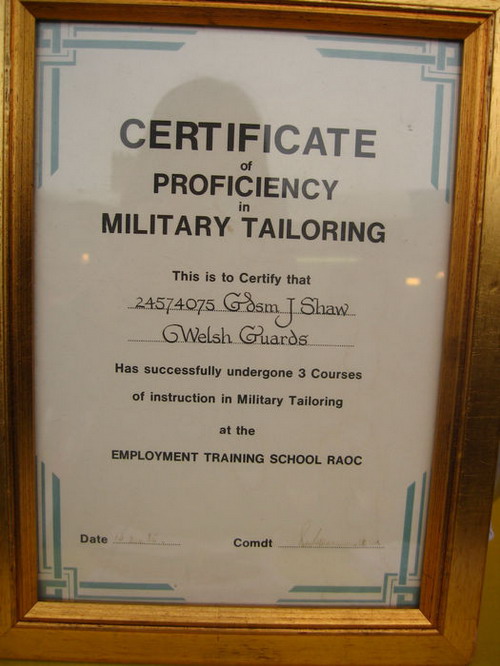 CERTIFICATE
of
PROFICIENCY
in
MILITARY TAILORING
This is to Certify that
24574075 Gdsm J Shaw
Welsh Guards
Has successfully undergone 3 Courses
of instruction in Military Tailoring
at the
EMPLOYMENT TRAINING SCHOOL RAOC
Date
Comdt